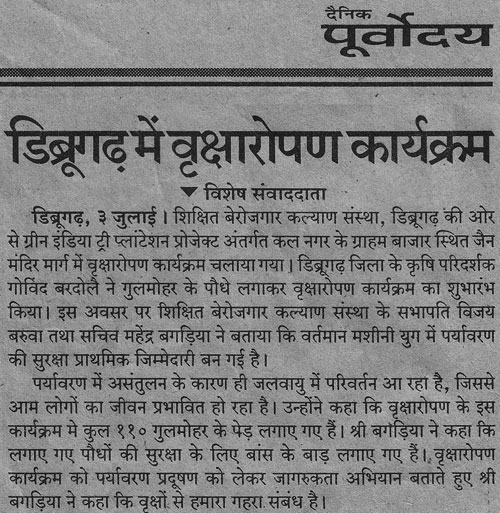 दैनिक
पूर्वोदय
डिब्रूगढ़ में वृक्षारोपण कार्यक्रम
▼ विशेष संवाददाता
डिब्रूगढ़, ३ जुलाई । शिक्षित बेरोजगार कल्याण संस्था, डिब्रूगढ़ की ओर
से ग्रीन इंडिया ट्री प्लांटेशन प्रोजेक्ट अंतर्गत कल नगर के ग्राहम बाजार स्थित जैन
मंदिर मार्ग में वृक्षारोपण कार्यक्रम चलाया गया । डिब्रूगढ़ जिला के कृषि परिदर्शक
गोविंद बरदोलै ने गुलमोहर के पौधे लगाकर वृक्षारोपण कार्यक्रम का शुभारंभ
किया । इस अवसर पर शिक्षित बेरोजगार कल्याण संस्था के सभापति विजय
बरुवा तथा सचिव महेंद्र बगड़िया ने बताया कि वर्तमान मशीनी युग में पर्यावरण
की सुरक्षा प्राथमिक जिम्मेदारी बन गई है ।
पर्यावरण में असंतुलन के कारण ही जलवायु में परिवर्तन आ रहा है, जिससे
आम लोगों का जीवन प्रभावित हो रहा है । उन्होंने कहा कि वृक्षारोपण के इस
कार्यक्रम में कुल ११० गुलमोहर के पेड़ लगाए गए हैं । श्री बगड़िया ने कहा कि
लगाए गए पौधों की सुरक्षा के लिए बांस के बाड़ लगाए गए हैं । वृक्षारोपण
कार्यक्रम को पर्यावरण प्रदूषण को लेकर जागरुकता अभियान बताते हुए श्री
बगड़िया ने कहा कि वृक्षों से हमारा गहरा संबंध है ।